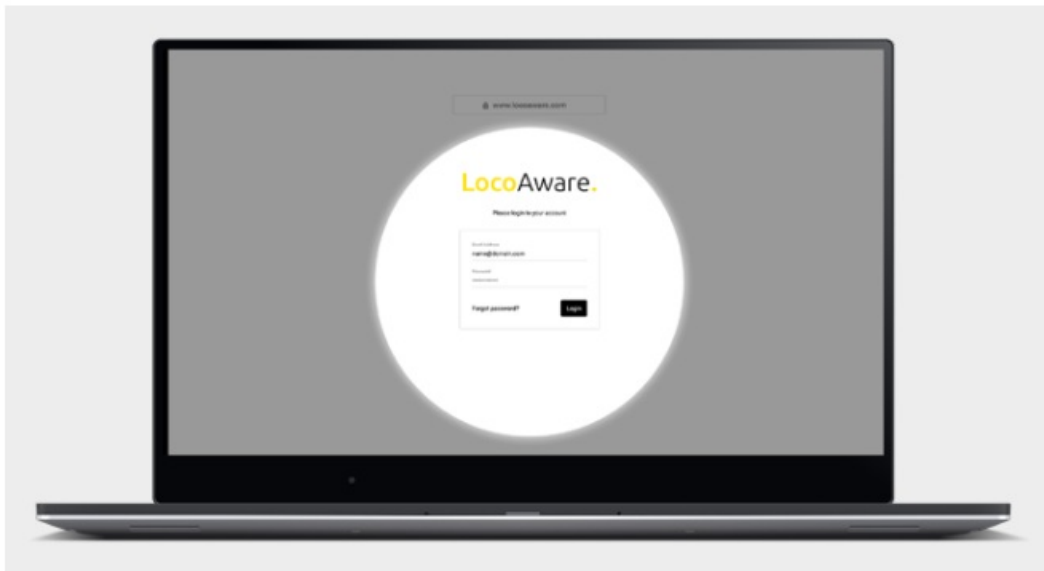 www.locoaware.com
LocoAware.
Please login to your account
Email Address
name@domain.com
Password
Forgot password?
Login